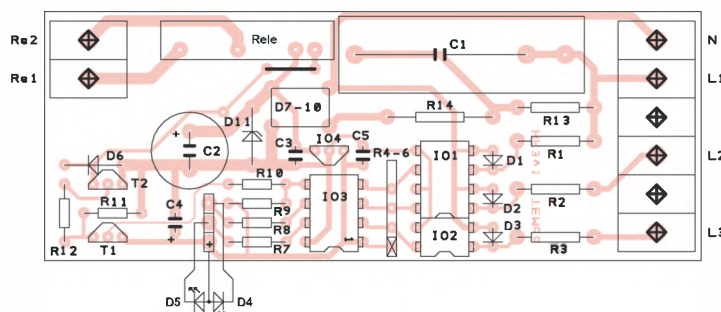 Re2
Rele
C1
N
Re1
L1
D7-10
R14
R13
D11
IO4
C3
C5
R4-6
IO1
R1
C2
D1
L2
D6
T2
R10
IO3
R2
R11
C4
R9
D2
R8
D3
R12
T1
R7
1
IO2
R3
L3
D5
D4